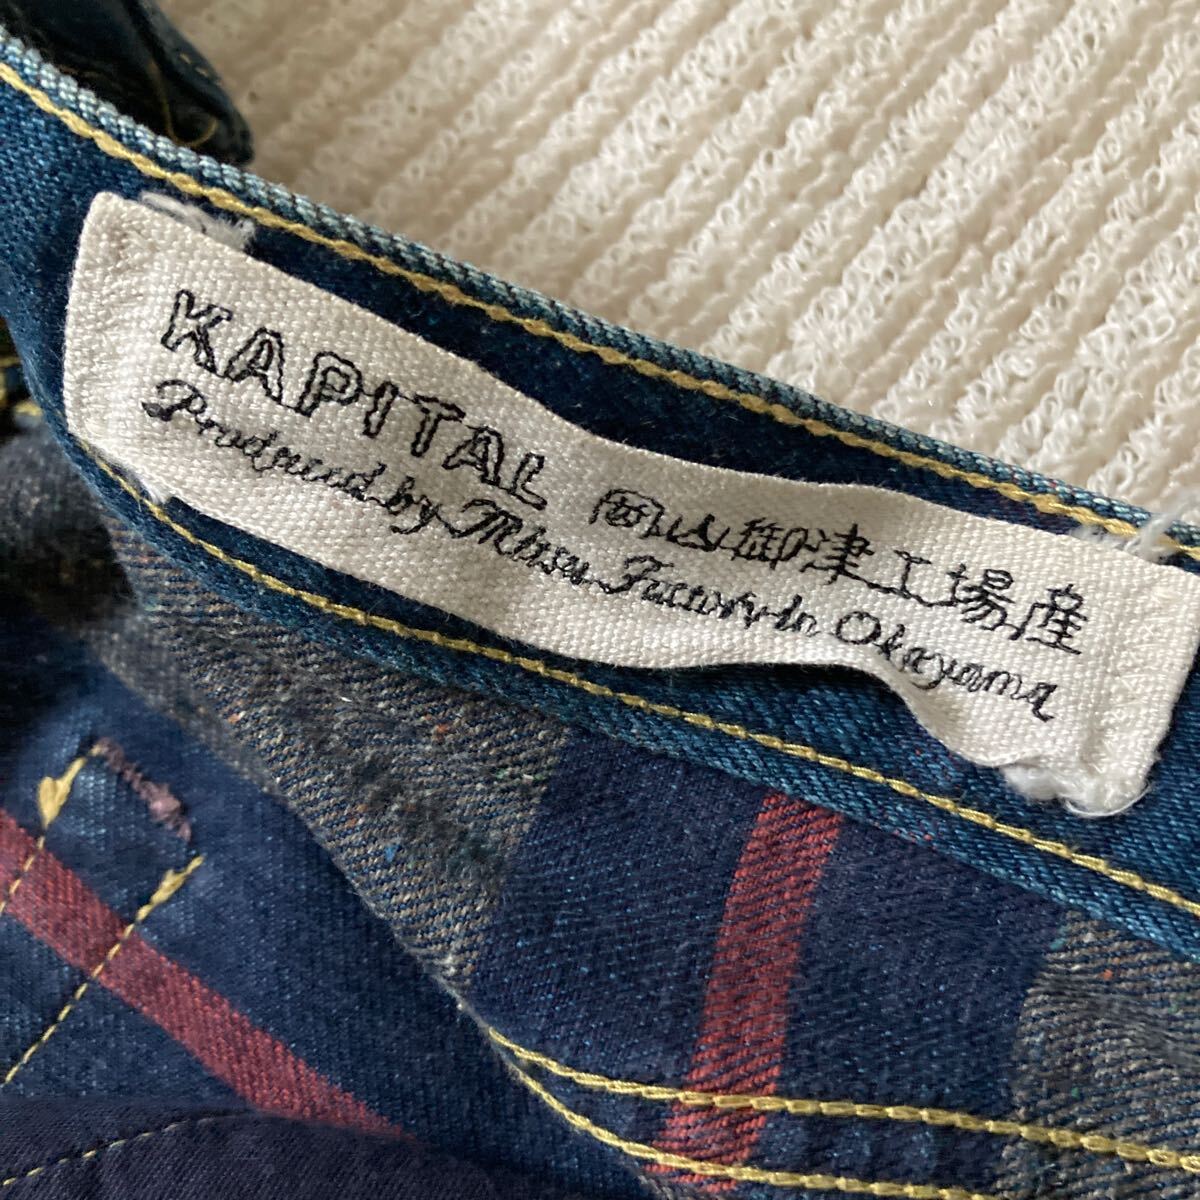 KAPITAL 岡山御津工場産
Produced by Mitsu Factory In Okayama